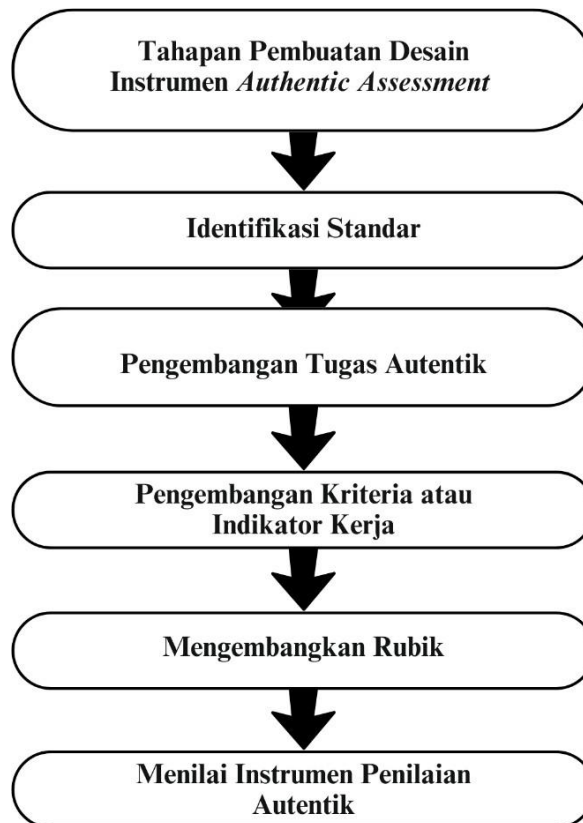 Tahapan Pembuatan Desain
Instrumen Authentic Assessment
Identifikasi Standar
Pengembangan Tugas Autentik
Pengembangan Kriteria atau
Indikator Kerja
Mengembangkan Rubik
Menilai Instrumen Penilaian
Autentik